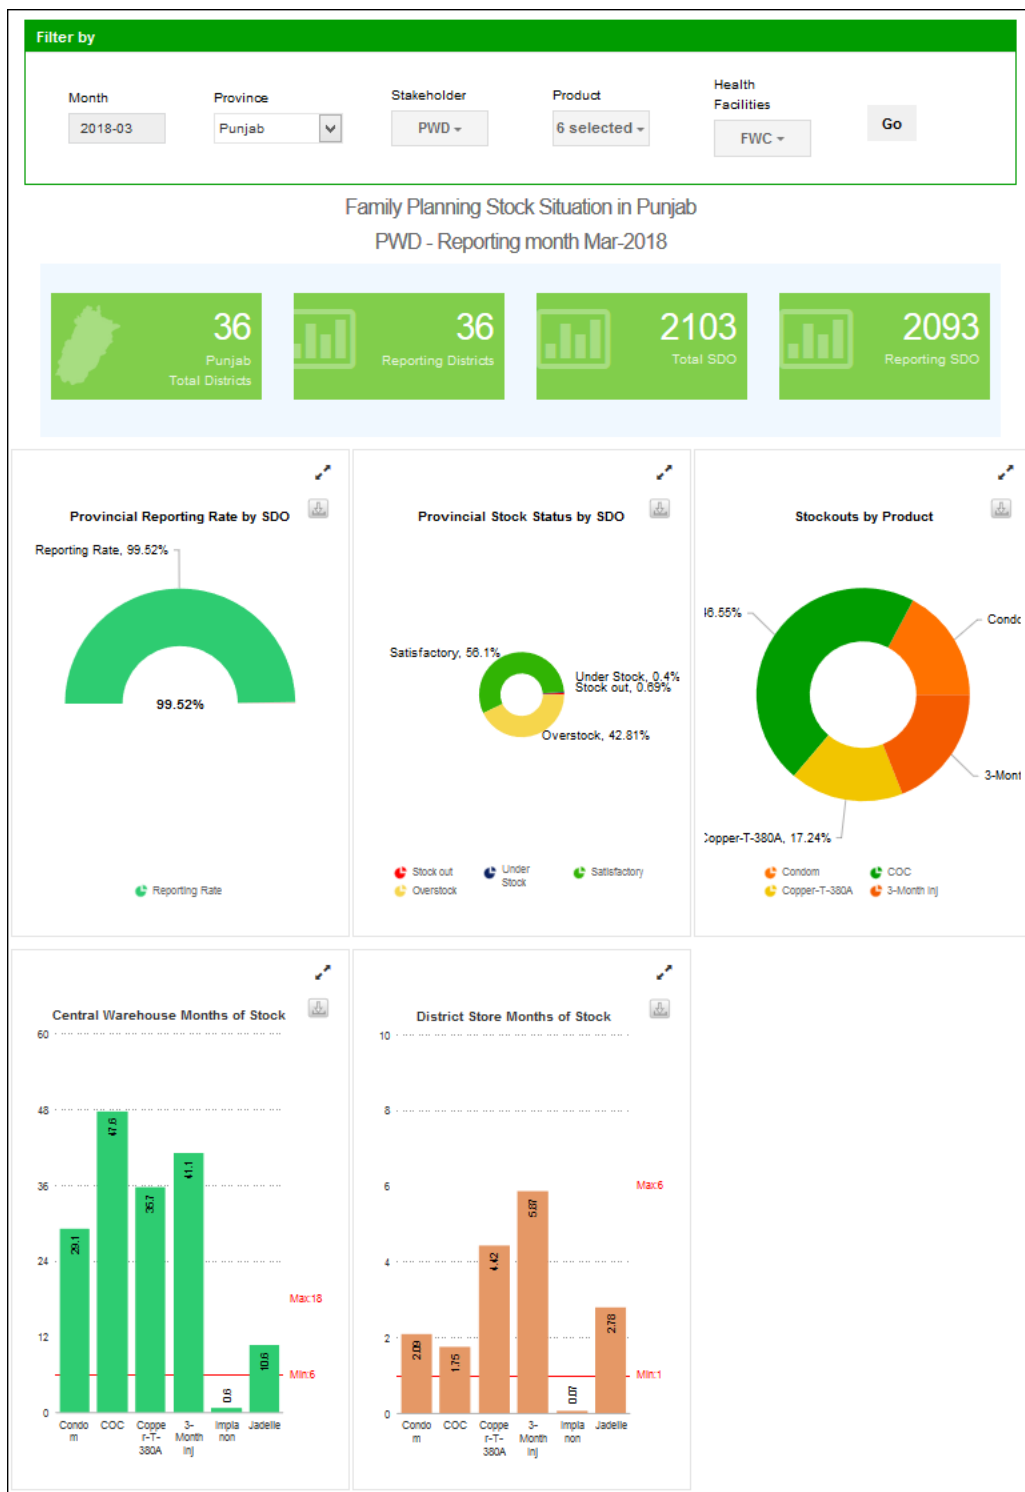 Filter by
Month
Province
Stakeholder
Product
Health
Facilities
2018-03
Punjab
PWD
6 selected
FWC
Go
Family Planning Stock Situation in Punjab
PWD - Reporting month Mar-2018
36
Punjab
Total Districts
36
Reporting Districts
2103
Total SDO
2093
Reporting SDO
Provincial Reporting Rate by SDO
Reporting Rate, 99.52%
99.52%
Reporting Rate
Provincial Stock Status by SDO
Satisfactory, 56.1%
Under Stock, 0.4%
Stock out, 0.69%
Overstock, 42.81%
Stock out
Under
Stock
Satisfactory
Overstock
Stockouts by Product
46.55%
Condo
3-Mont
Copper-T-380A, 17.24%
Condom
COC
Copper-T-380A
3-Month Inj
Central Warehouse Months of Stock
60
48
36
24
12
0
29.1
47.6
35.7
41.1
0.6
10.6
Max:18
Min:6
Condo
m
COC
Coppe
r-T-
380A
3-
Month
Inj
Impla
non
Jadelle
District Store Months of Stock
10
8
6
4
2
0
2.09
1.75
4.42
5.87
0.07
2.78
Max:6
Min:1
Condo
m
COC
Coppe
r-T-
380A
3-
Month
Inj
Impla
non
Jadelle